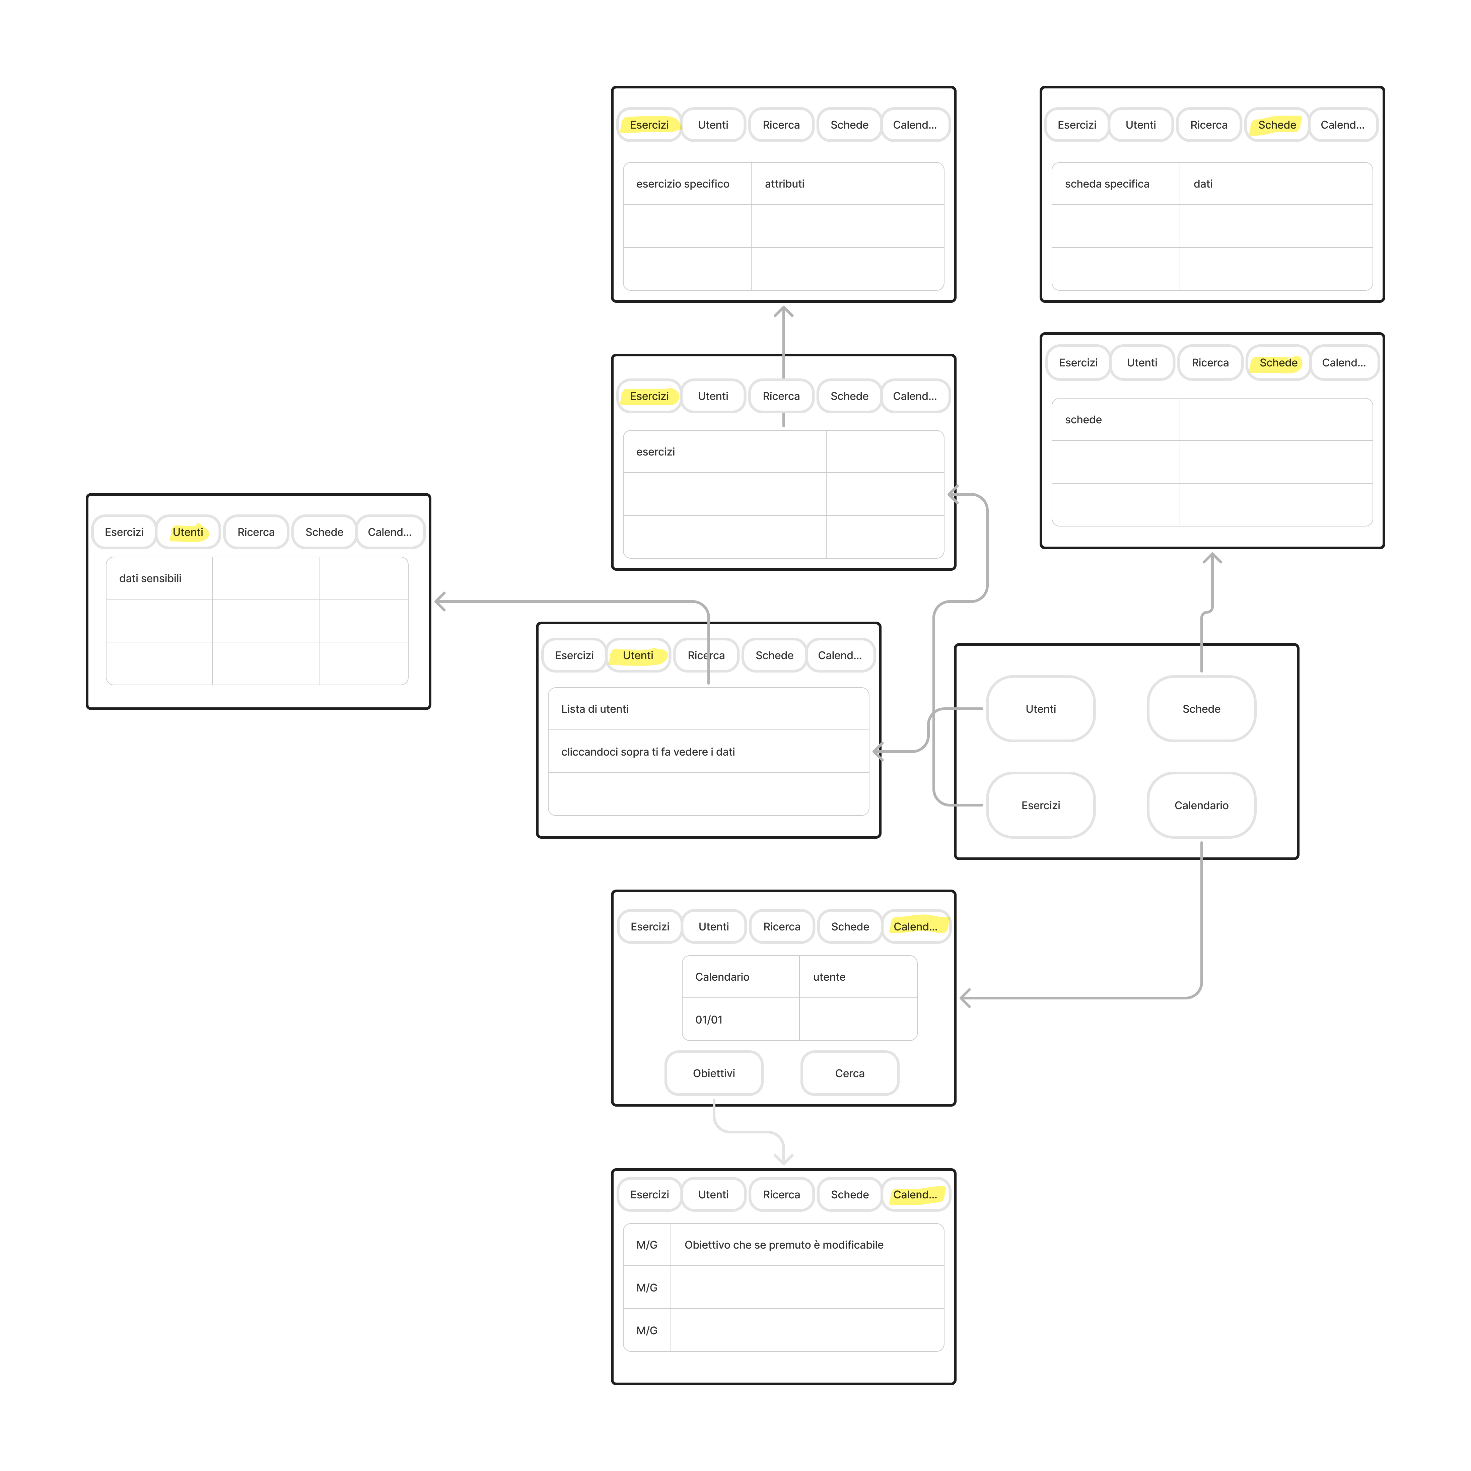 Esercizi Utenti Ricerca Schede Calend...
esercizio specifico attributi
Esercizi Utenti Ricerca Schede Calend...
scheda specifica dati
Esercizi Utenti Ricerca Schede Calend...
esercizi
Esercizi Utenti Ricerca Schede Calend...
schede
Esercizi Utenti Ricerca Schede Calend...
dati sensibili
Esercizi Utenti Ricerca Schede Calend...
Lista di utenti
cliccandoci sopra ti fa vedere i dati
Utenti Schede
Esercizi Calendario
Esercizi Utenti Ricerca Schede Calend...
Calendario utente
01/01
Obiettivi Cerca
Esercizi Utenti Ricerca Schede Calend...
M/G Obiettivo che se premuto è modificabile
M/G
M/G